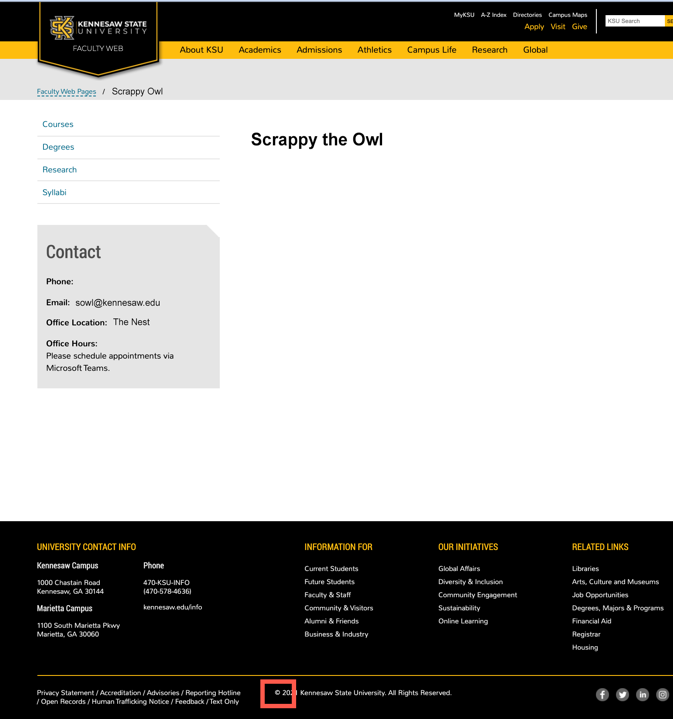 MyKSU A-Z Index Directories Campus Maps
Apply Visit Give
KSU Search
KENNESAW STATE
UNIVERSITY
FACULTY WEB
About KSU Academics Admissions Athletics Campus Life Research Global
Faculty Web Pages / Scrappy Owl
Courses
Degrees
Research
Syllabi
Scrappy the Owl
Contact
Phone:
Email: sowl@kennesaw.edu
Office Location: The Nest
Office Hours:
Please schedule appointments via
Microsoft Teams.
UNIVERSITY CONTACT INFO
Kennesaw Campus
1000 Chastain Road
Kennesaw, GA 30144
Marietta Campus
1100 South Marietta Pkwy
Marietta, GA 30060
Phone
470-KSU-INFO
(470-578-4636)
kennesaw.edu/info
INFORMATION FOR
Current Students
Future Students
Faculty & Staff
Community & Visitors
Alumni & Friends
Business & Industry
OUR INITIATIVES
Global Affairs
Diversity & Inclusion
Community Engagement
Sustainability
Online Learning
RELATED LINKS
Libraries
Arts, Culture and Museums
Job Opportunities
Degrees, Majors & Programs
Financial Aid
Registrar
Housing
Privacy Statement / Accreditation / Advisories / Reporting Hotline
/ Open Records / Human Trafficking Notice / Feedback / Text Only
© Kennesaw State University. All Rights Reserved.